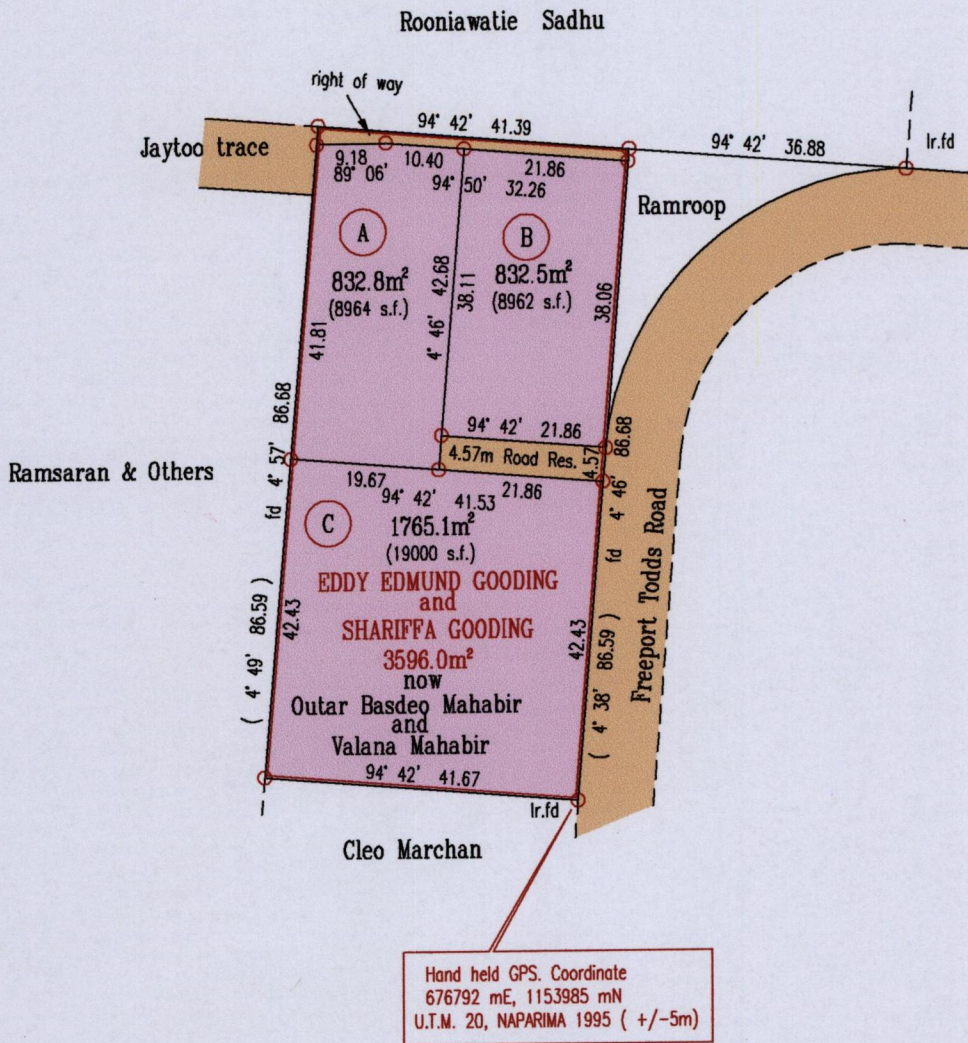 Rooniawatie Sadhu
right of way
94° 42' 41.39
Jaytoo trace
94° 42' 36.88
Ir.fd
9.18 10.40 21.86
89° 06'
94° 50' 32.26
Ramroop
A
B
832.8m²
(8964 s.f.)
832.5m²
(8962 s.f.)
42.68
38.11
4° 46'
38.06
41.81
86.68
fd 4° 57'
94° 42' 21.86
4.57m Road Res.
4.57
86.68
fd 4° 46'
Ramsaran & Others
19.67 21.86
94° 42' 41.53
C
1765.1m²
(19000 s.f.)
EDDY EDMUND GOODING
and
SHARIFFA GOODING
3596.0m²
now
Outar Basdeo Mahabir
and
Valana Mahabir
42.43
( 4° 49' 86.59 )
42.43
( 4° 38' 86.59 )
Freeport Todds Road
94° 42' 41.67
Ir.fd
Cleo Marchan
Hand held GPS. Coordinate
676792 mE, 1153985 mN
U.T.M. 20, NAPARIMA 1995 ( +/-5m)